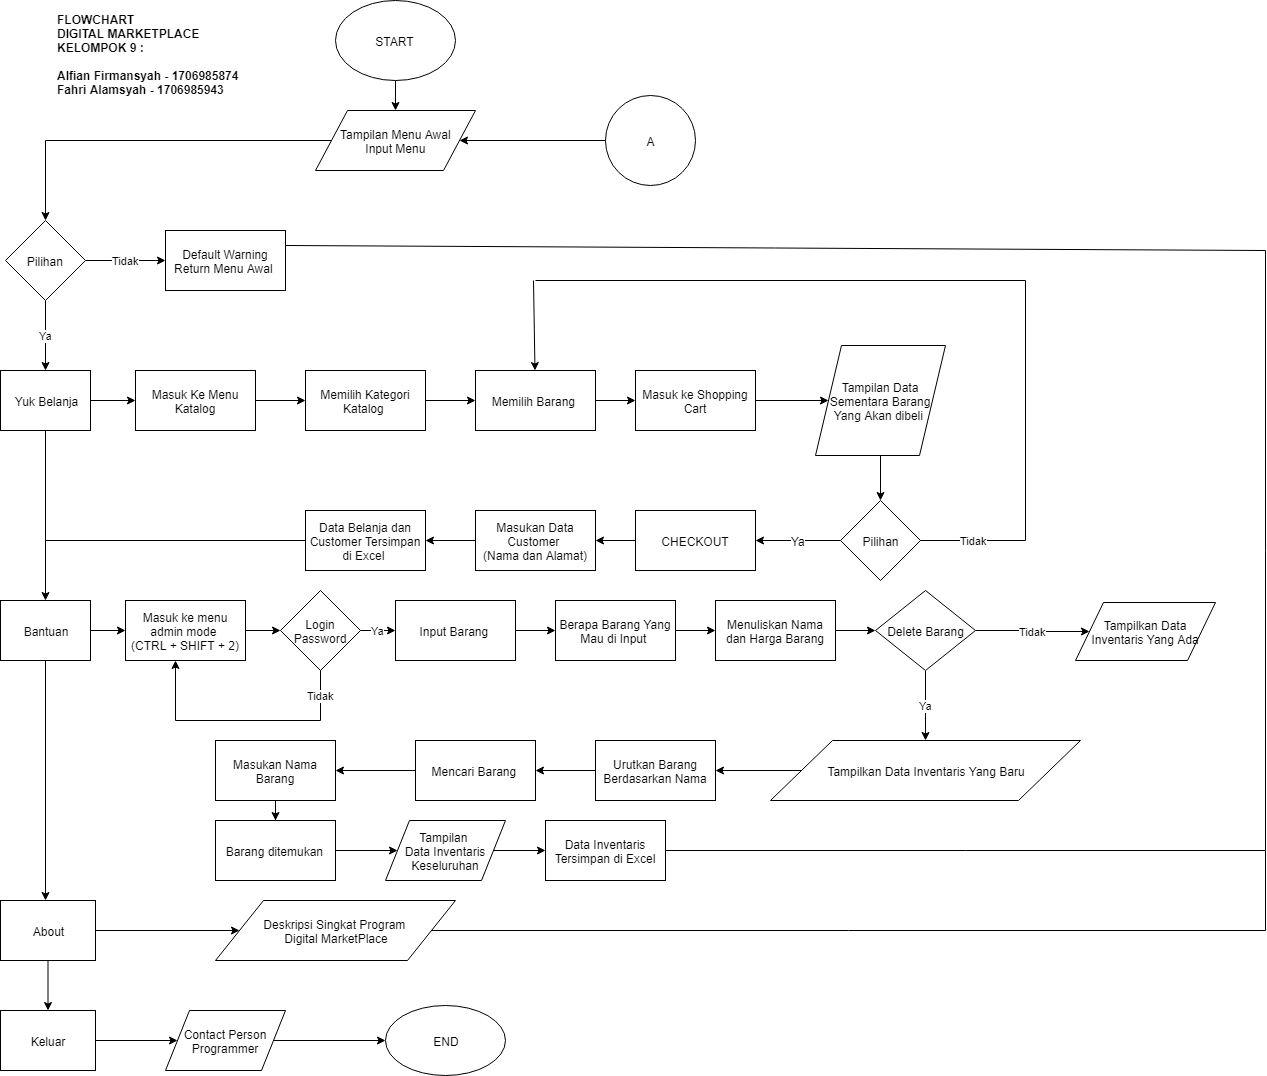 FLOWCHART
DIGITAL MARKETPLACE
KELOMPOK 9 :
Alfian Firmansyah - 1706985874
Fahri Alamsyah - 1706985943
START
Tampilan Menu Awal
Input Menu
A
Pilihan
Tidak
Default Warning
Return Menu Awal
Ya
Yuk Belanja
Masuk Ke Menu
Katalog
Memilih Kategori
Katalog
Memilih Barang
Masuk ke Shopping
Cart
Tampilan Data
Sementara Barang
Yang Akan dibeli
Data Belanja dan
Customer Tersimpan
di Excel
Masukan Data
Customer
(Nama dan Alamat)
CHECKOUT
Ya
Pilihan
Tidak
Bantuan
Masuk ke menu
admin mode
(CTRL + SHIFT + 2)
Login
Password
Ya
Tidak
Input Barang
Berapa Barang Yang
Mau di Input
Menuliskan Nama
dan Harga Barang
Delete Barang
Tidak
Tampilkan Data
Inventaris Yang Ada
Ya
Masukan Nama
Barang
Mencari Barang
Urutkan Barang
Berdasarkan Nama
Tampilkan Data Inventaris Yang Baru
Barang ditemukan
Tampilan
Data Inventaris
Keseluruhan
Data Inventaris
Tersimpan di Excel
About
Deskripsi Singkat Program
Digital MarketPlace
Keluar
Contact Person
Programmer
END